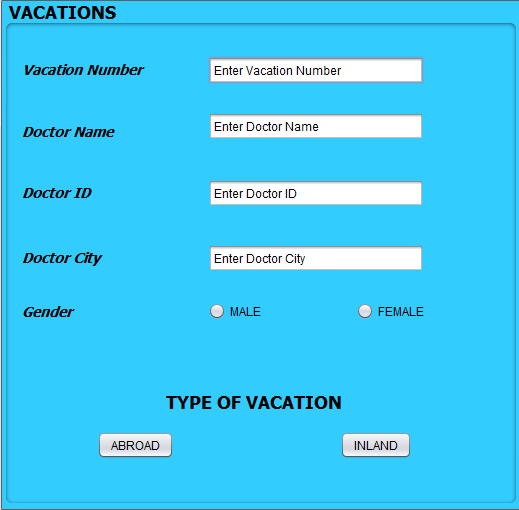 VACATIONS
Vacation Number Enter Vacation Number
Doctor Name Enter Doctor Name
Doctor ID Enter Doctor ID
Doctor City Enter Doctor City
Gender MALE FEMALE
TYPE OF VACATION
ABROAD INLAND